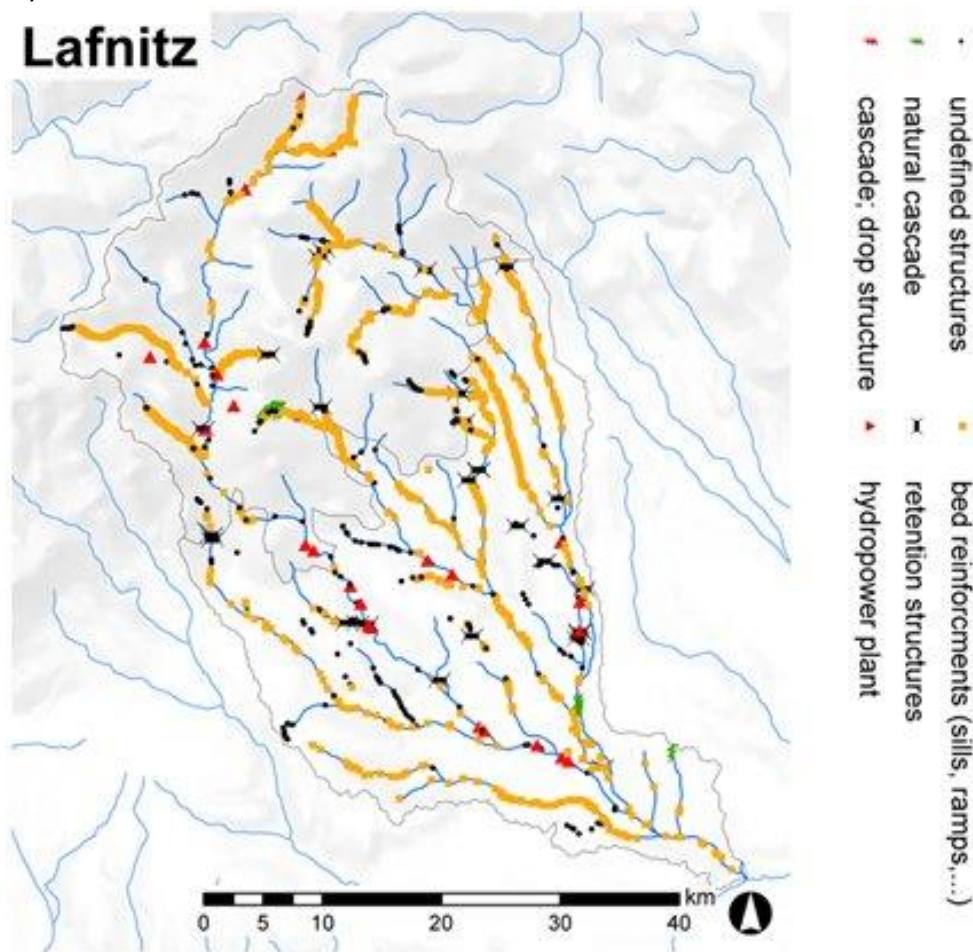 Lafnitz
undefined structures
natural cascade
cascade; drop structure
bed reinforcments (sills, ramps,...)
retention structures
hydropower plant
km
0 5 10 20 30 40